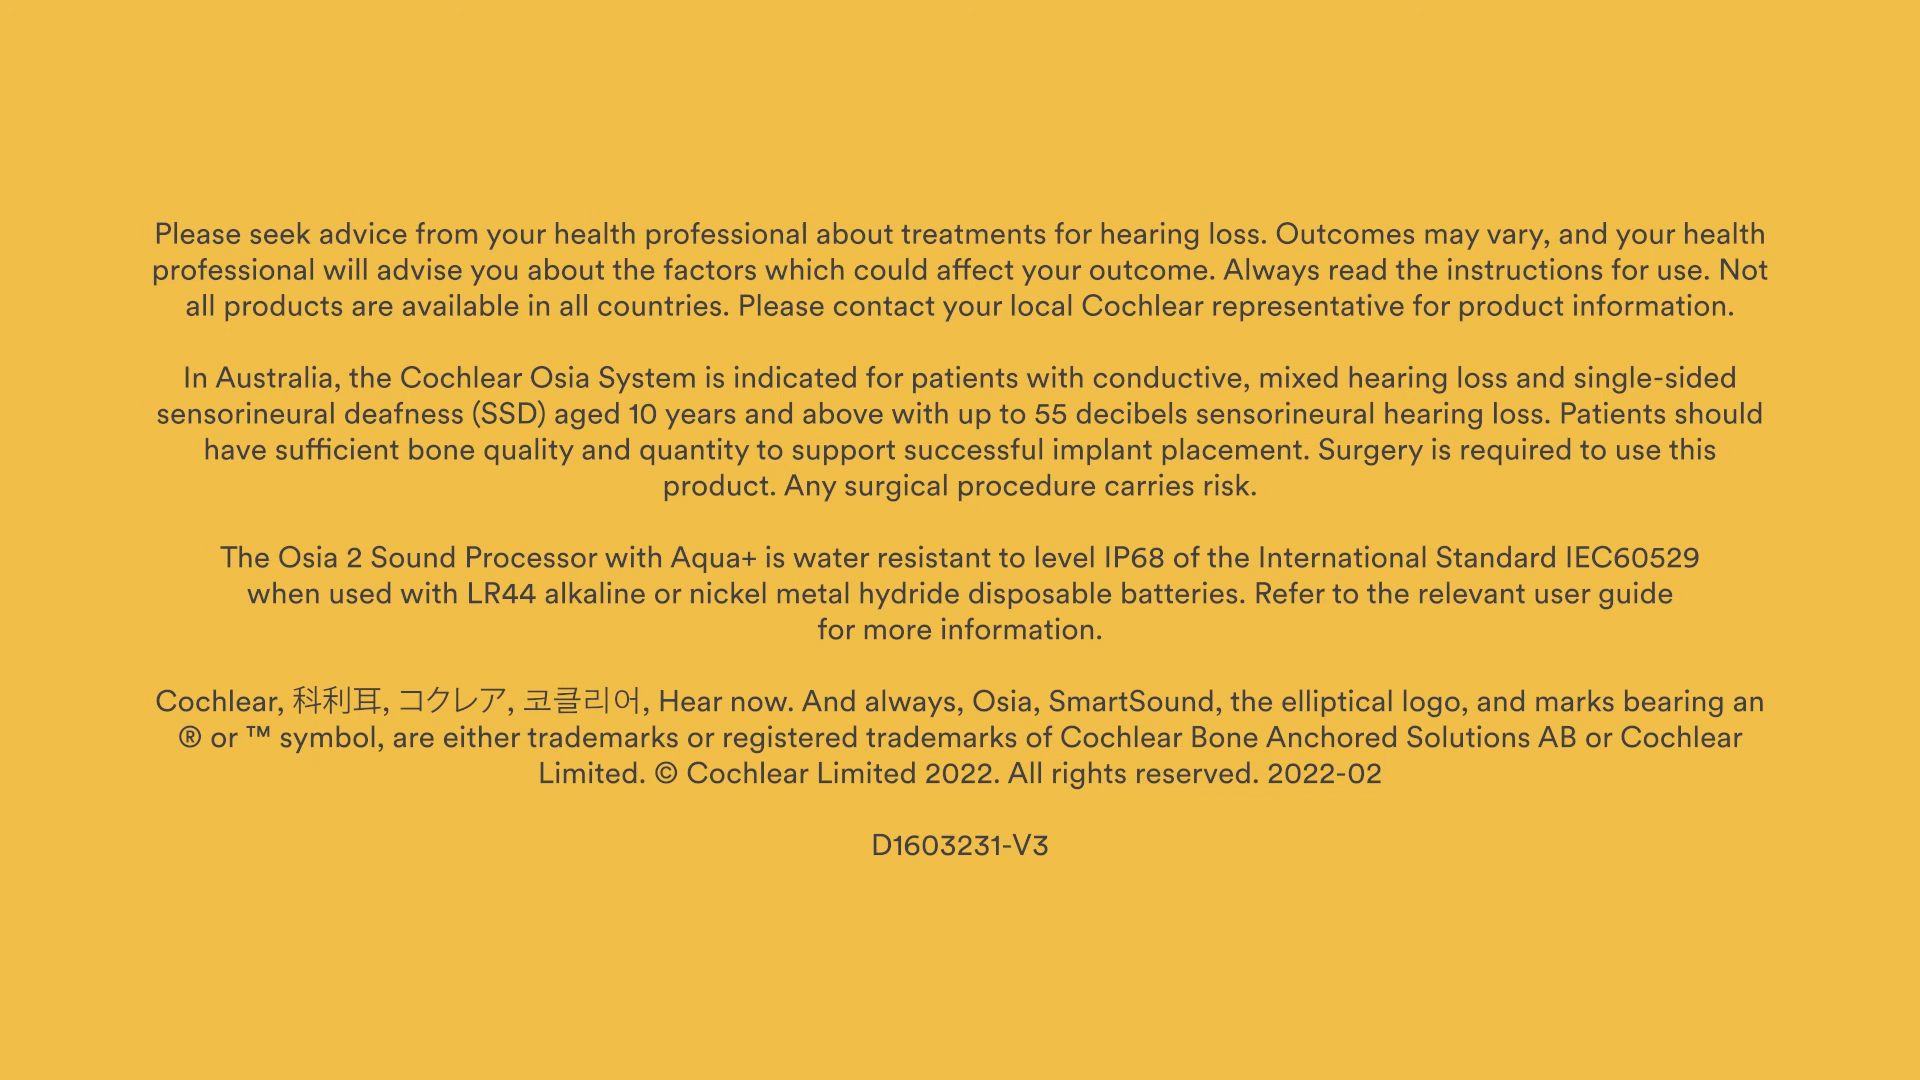 Please seek advice from your health professional about treatments for hearing loss. Outcomes may vary, and your health
professional will advise you about the factors which could affect your outcome. Always read the instructions for use. Not
all products are available in all countries. Please contact your local Cochlear representative for product information.
In Australia, the Cochlear Osia System is indicated for patients with conductive, mixed hearing loss and single-sided
sensorineural deafness (SSD) aged 10 years and above with up to 55 decibels sensorineural hearing loss. Patients should
have sufficient bone quality and quantity to support successful implant placement. Surgery is required to use this
product. Any surgical procedure carries risk.
The Osia 2 Sound Processor with Aqua+ is water resistant to level IP68 of the International Standard IEC60529
when used with LR44 alkaline or nickel metal hydride disposable batteries. Refer to the relevant user guide
for more information.
Cochlear, 科利耳, コクレア, 코클리어, Hear now. And always, Osia, SmartSound, the elliptical logo, and marks bearing an
® or ™ symbol, are either trademarks or registered trademarks of Cochlear Bone Anchored Solutions AB or Cochlear
Limited. © Cochlear Limited 2022. All rights reserved. 2022-02
D1603231-V3